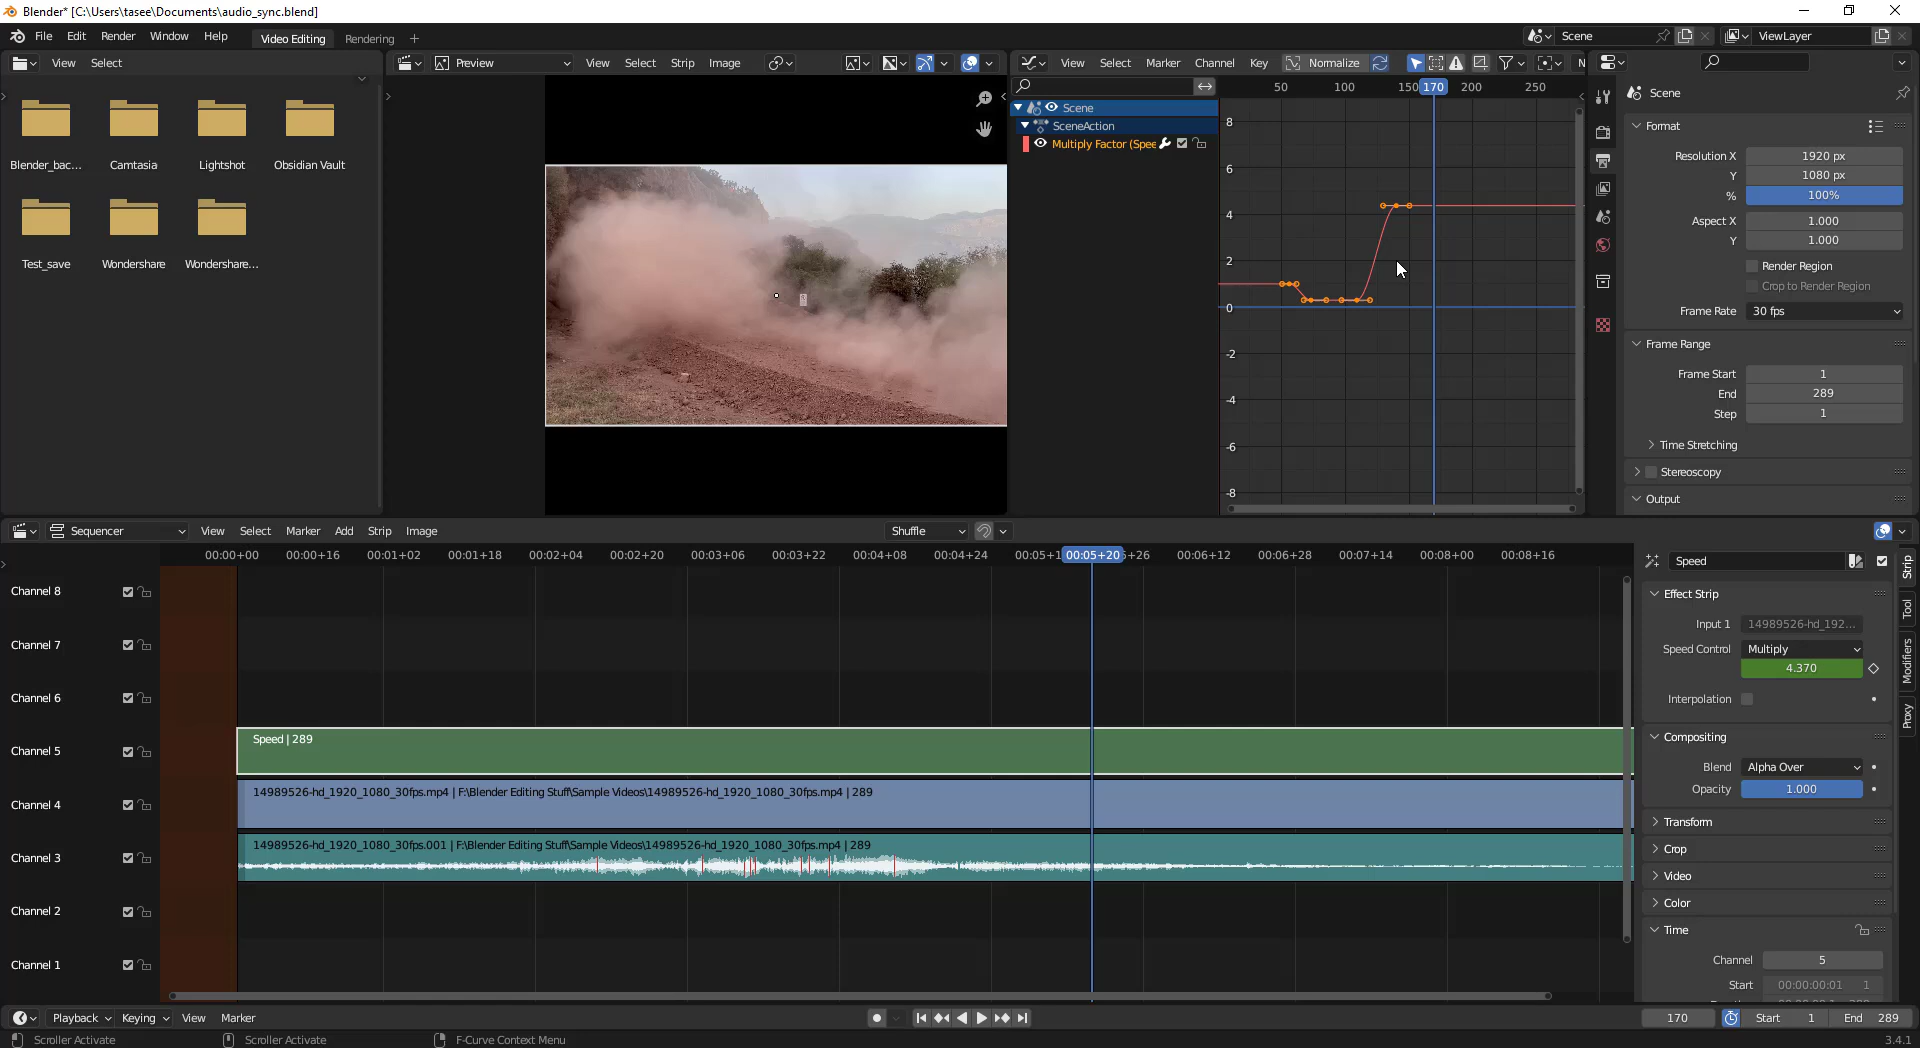 Blender* [C:\Users\tasee\Documents\audio_sync.blend]
File Edit Render Window Help Video Editing Rendering + Scene ViewLayer
View Select
Preview View Select Strip Image
View Select Marker Channel Key Normalize N
Blender_bac... Camtasia Lightshot Obsidian Vault
Test_save Wondershare Wondershare...
Scene
SceneAction
Multiply Factor (Spee
50 100 150 170 200 250
8
6
4
2
0
-2
-4
-6
-8
Scene
Format
Resolution X 1920 px
Y 1080 px
% 100%
Aspect X 1.000
Y 1.000
Render Region
Crop to Render Region
Frame Rate 30 fps
Frame Range
Frame Start 1
End 289
Step 1
Time Stretching
Stereoscopy
Output
Sequencer View Select Marker Add Strip Image Shuffle
00:00+00 00:00+16 00:01+02 00:01+18 00:02+04 00:02+20 00:03+06 00:03+22 00:04+08 00:04+24 00:05+1 00:05+20 +26 00:06+12 00:06+28 00:07+14 00:08+00 00:08+16
Channel 8
Channel 7
Channel 6
Channel 5
Channel 4
Channel 3
Channel 2
Channel 1
Speed | 289
14989526-hd_1920_1080_30fps.mp4 | F:\Blender Editing Stuff\Sample Videos\14989526-hd_1920_1080_30fps.mp4 | 289
14989526-hd_1920_1080_30fps.001 | F:\Blender Editing Stuff\Sample Videos\14989526-hd_1920_1080_30fps.mp4 | 289
Speed
Effect Strip
Input 1 14989526-hd_192...
Speed Control Multiply
4.370
Interpolation
Compositing
Blend Alpha Over
Opacity 1.000
Transform
Crop
Video
Color
Time
Channel 5
Start 00:00:00:01 1
Strip
Tool
Modifiers
Proxy
Playback Keying View Marker 170 Start 1 End 289
Scroller Activate Scroller Activate F-Curve Context Menu 3.4.1